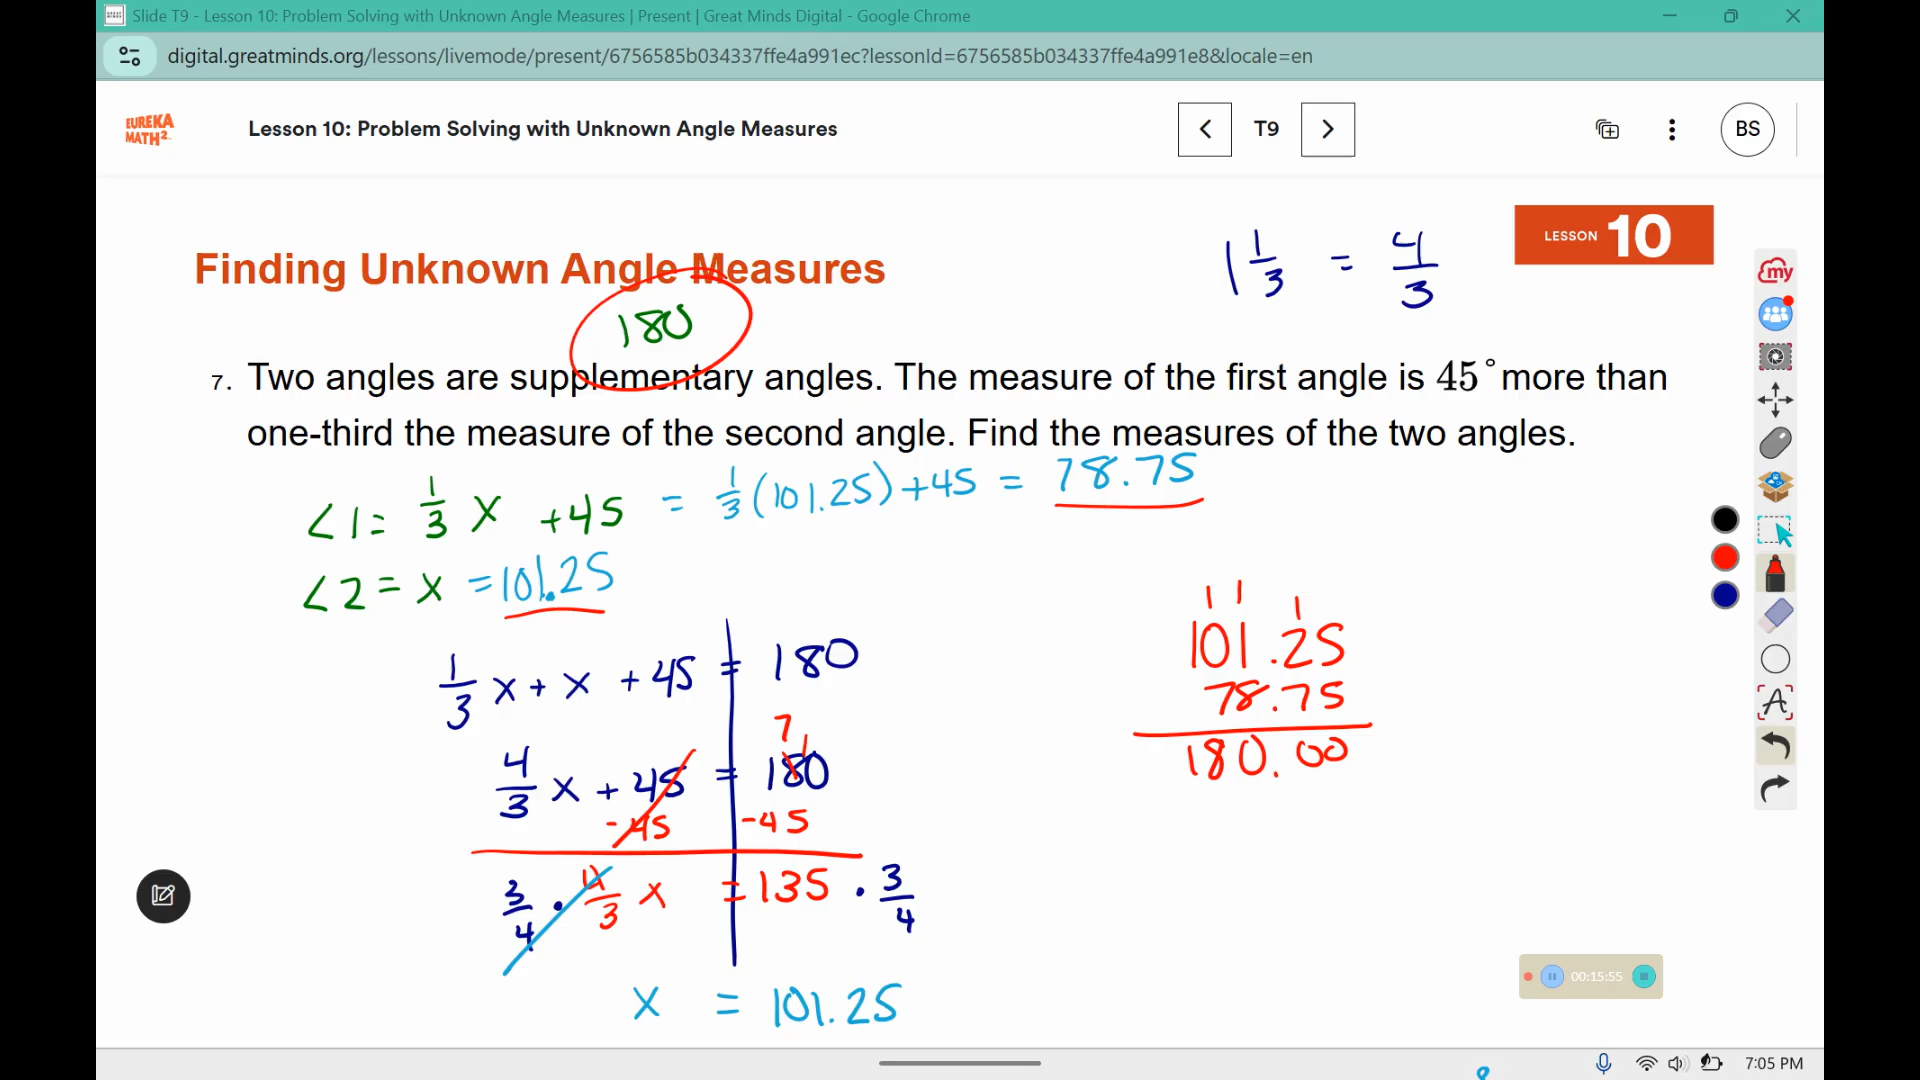 Slide T9 - Lesson 10: Problem Solving with Unknown Angle Measures | Present | Great Minds Digital - Google Chrome
digital.greatminds.org/lessons/livemode/present/6756585b034337ffe4a991ec?lessonId=6756585b034337ffe4a991e8&locale=en
EUREKA
MATH²
Lesson 10: Problem Solving with Unknown Angle Measures
T9
BS
LESSON 10
1 1/3 = 4/3
Finding Unknown Angle Measures
180
7. Two angles are supplementary angles. The measure of the first angle is 45° more than
one-third the measure of the second angle. Find the measures of the two angles.
∠1 = 1/3 x + 45 = 1/3 (101.25) + 45 = 78.75
∠2 = x = 101.25
1/3 x + x + 45 = 180
7 1
4/3 x + 45 = 180
-45 -45
3/4 · 4/3 x = 135 · 3/4
x = 101.25
1 1 1
101.25
78.75
180.00
my
A
00:15:55
7:05 PM